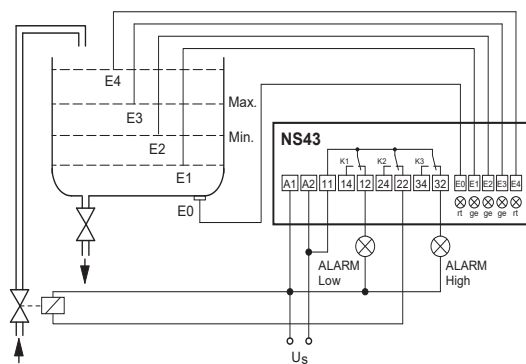 E4
E3
Max.
Min.
E2
E1
E0
NS43
K1 K2 K3
A1 A2 11 14 12 24 22 34 32 E0 E1 E2 E3 E4
rt ge ge ge rt
ALARM
Low
ALARM
High
Us